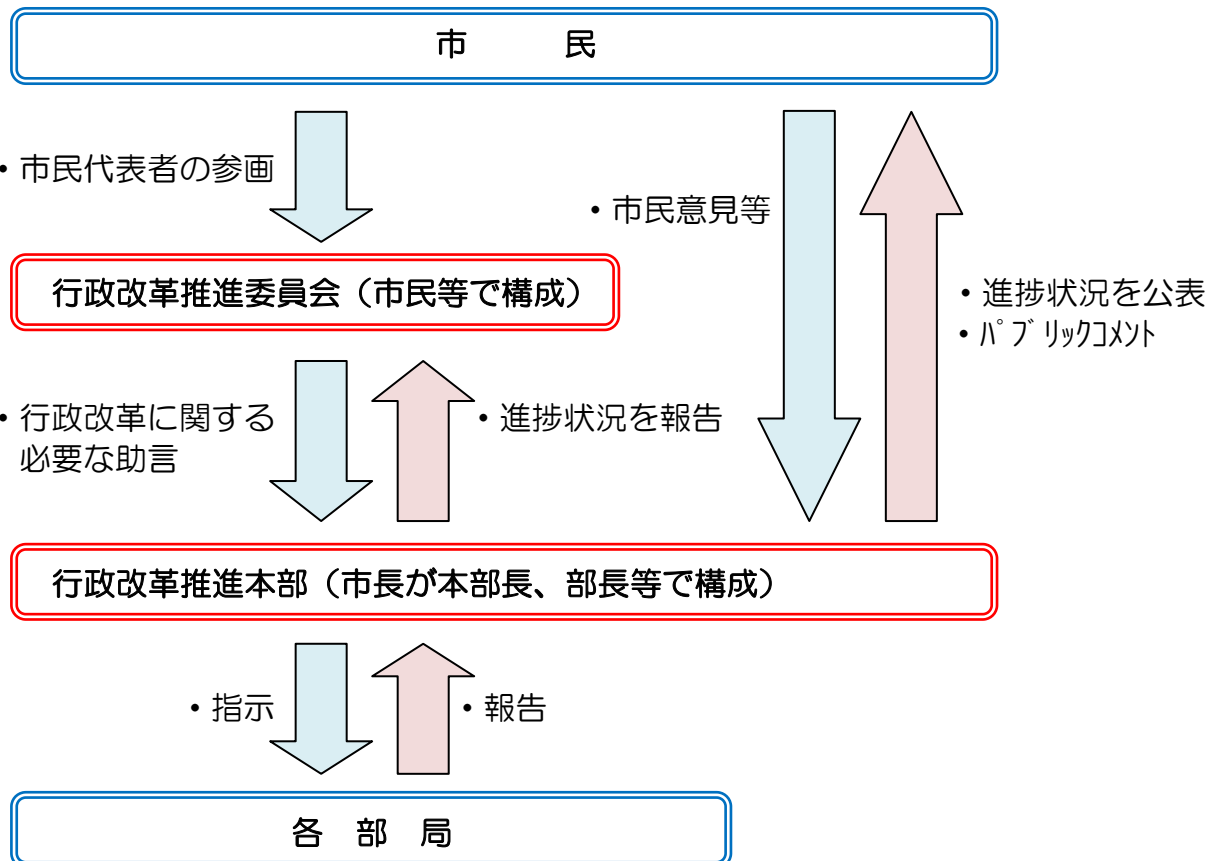 市　　　民
・市民代表者の参画
・市民意見等
行政改革推進委員会（市民等で構成）
・進捗状況を公表
・ﾊﾟﾌﾞﾘｯｸｺﾒﾝﾄ
・行政改革に関する
必要な助言
・進捗状況を報告
行政改革推進本部（市長が本部長、部長等で構成）
・指示
・報告
各　部　局